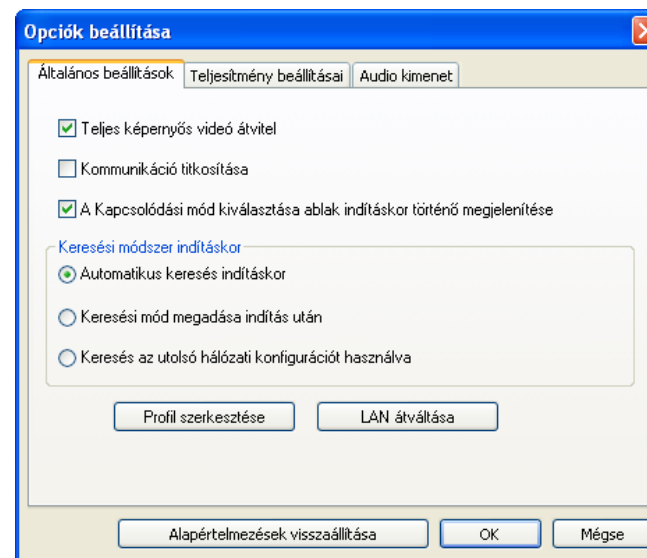 Opciók beállítása
Általános beállítások Teljesítmény beállításai Audio kimenet
Teljes képernyős videó átvitel
Kommunikáció titkosítása
A Kapcsolódási mód kiválasztása ablak indításkor történő megjelenítése
Keresési módszer indításkor
Automatikus keresés indításkor
Keresési mód megadása indítás után
Keresés az utolsó hálózati konfigurációt használva
Profil szerkesztése LAN átváltása
Alapértelmezések visszaállítása OK Mégse